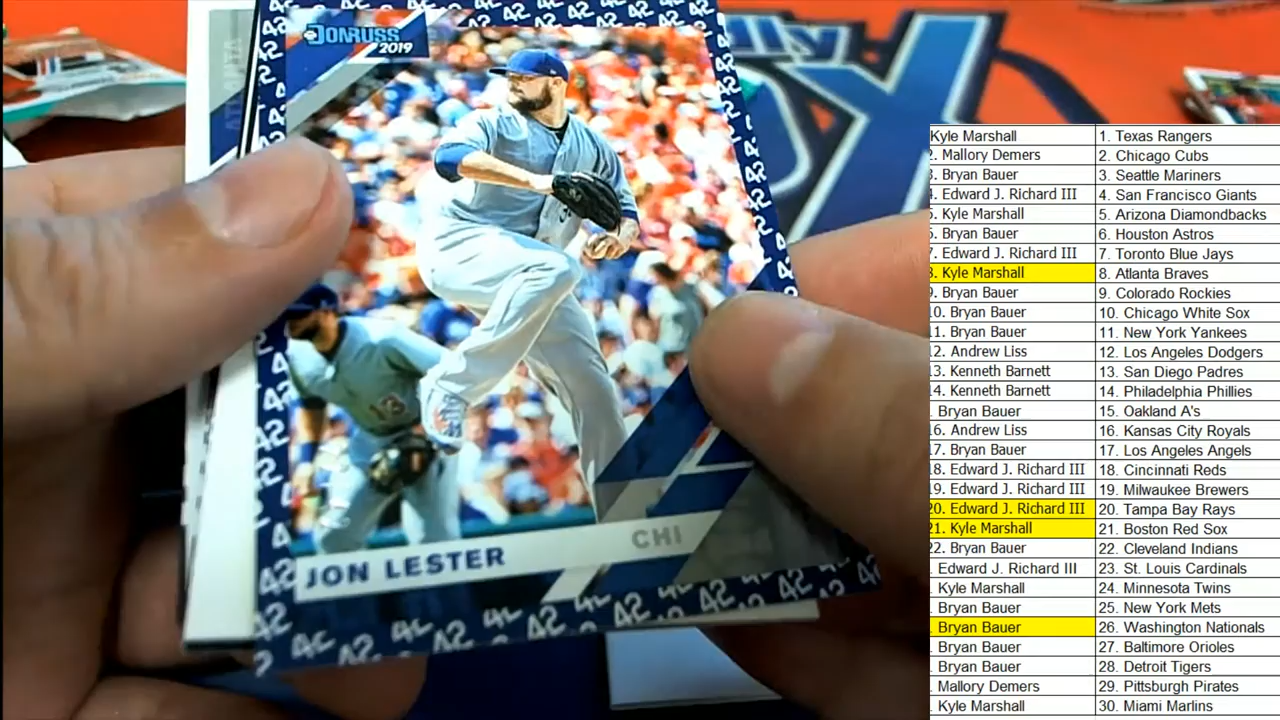 DONRUSS
2019
ATLANTA
JON LESTER
CHI
13
Kyle Marshall 1. Texas Rangers
2. Mallory Demers 2. Chicago Cubs
3. Bryan Bauer 3. Seattle Mariners
4. Edward J. Richard III 4. San Francisco Giants
5. Kyle Marshall 5. Arizona Diamondbacks
6. Bryan Bauer 6. Houston Astros
7. Edward J. Richard III 7. Toronto Blue Jays
8. Kyle Marshall 8. Atlanta Braves
9. Bryan Bauer 9. Colorado Rockies
10. Bryan Bauer 10. Chicago White Sox
11. Bryan Bauer 11. New York Yankees
12. Andrew Liss 12. Los Angeles Dodgers
13. Kenneth Barnett 13. San Diego Padres
14. Kenneth Barnett 14. Philadelphia Phillies
. Bryan Bauer 15. Oakland A's
16. Andrew Liss 16. Kansas City Royals
17. Bryan Bauer 17. Los Angeles Angels
18. Edward J. Richard III 18. Cincinnati Reds
19. Edward J. Richard III 19. Milwaukee Brewers
20. Edward J. Richard III 20. Tampa Bay Rays
21. Kyle Marshall 21. Boston Red Sox
22. Bryan Bauer 22. Cleveland Indians
. Edward J. Richard III 23. St. Louis Cardinals
. Kyle Marshall 24. Minnesota Twins
. Bryan Bauer 25. New York Mets
. Bryan Bauer 26. Washington Nationals
. Bryan Bauer 27. Baltimore Orioles
. Bryan Bauer 28. Detroit Tigers
. Mallory Demers 29. Pittsburgh Pirates
. Kyle Marshall 30. Miami Marlins